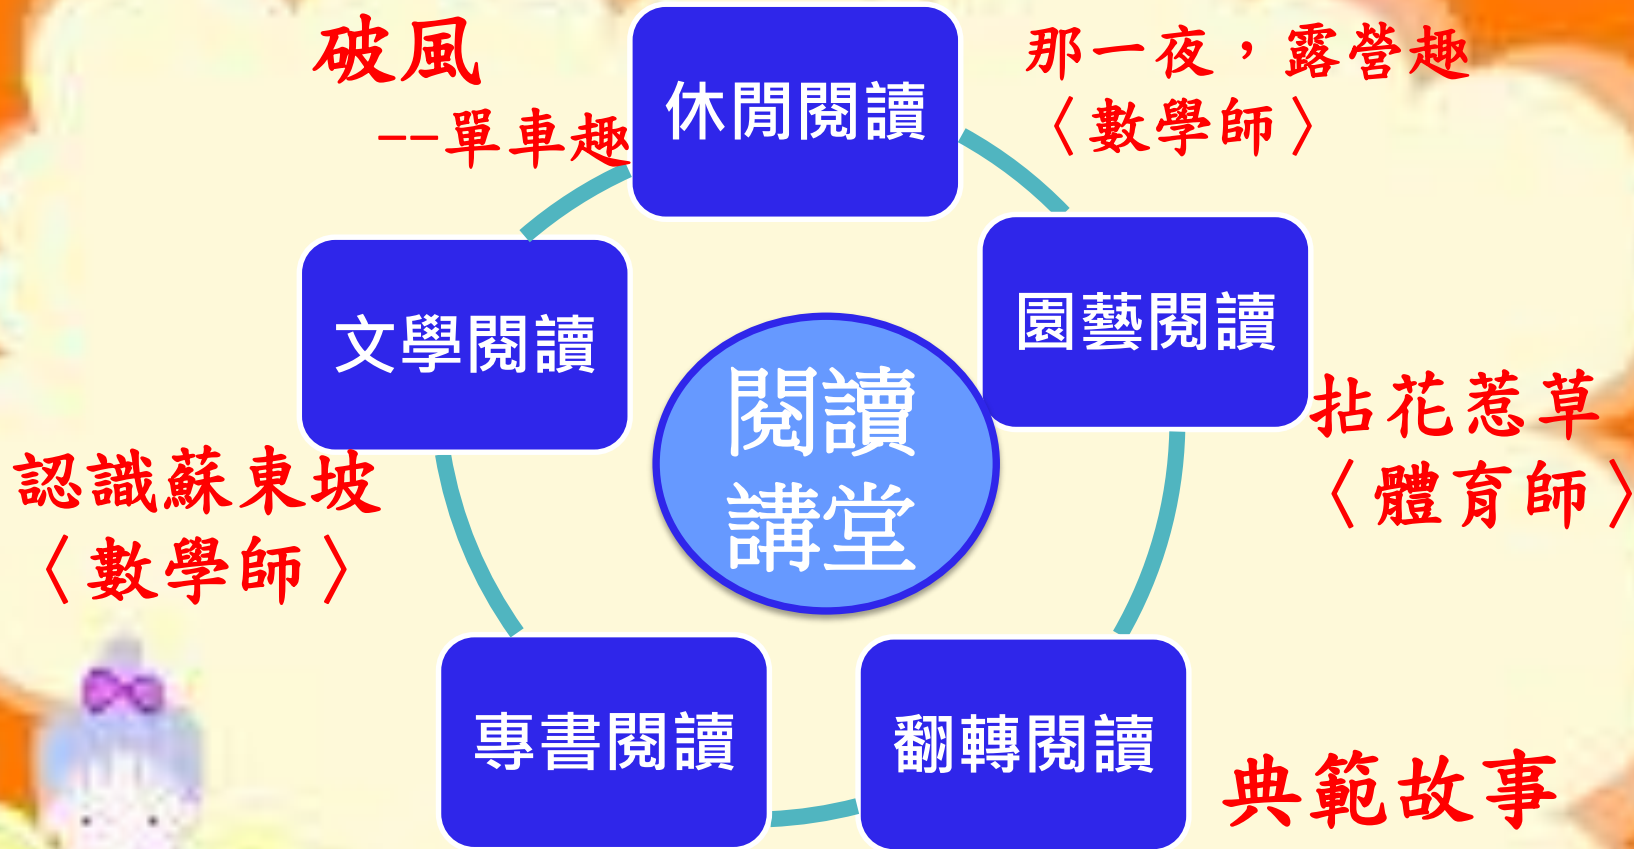 破風
--單車趣
休閒閱讀
那一夜，露營趣
〈數學師〉
文學閱讀
園藝閱讀
閱讀
講堂
拈花惹草
〈體育師〉
認識蘇東坡
〈數學師〉
專書閱讀
翻轉閱讀
典範故事